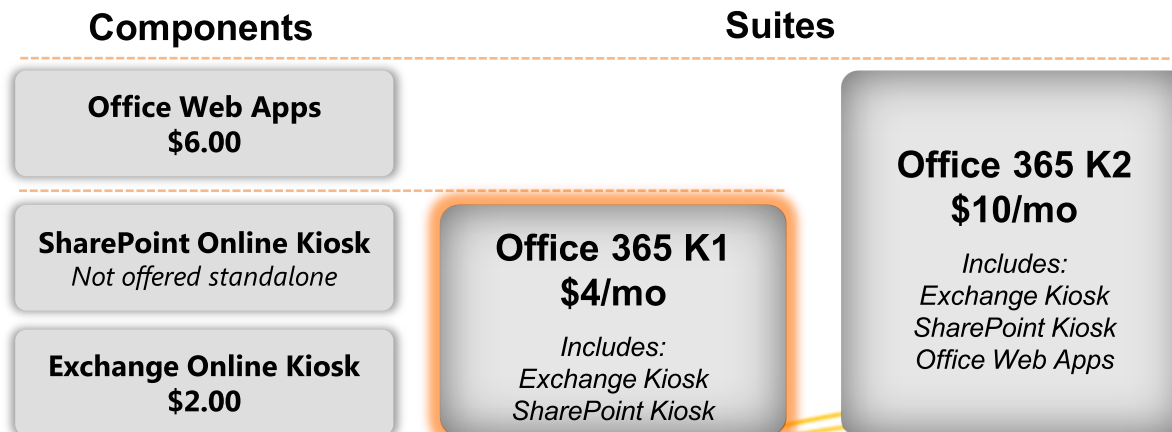 Components
Suites
Office Web Apps
$6.00
SharePoint Online Kiosk
Not offered standalone
Exchange Online Kiosk
$2.00
Office 365 K1
$4/mo
Includes:
Exchange Kiosk
SharePoint Kiosk
Office 365 K2
$10/mo
Includes:
Exchange Kiosk
SharePoint Kiosk
Office Web Apps